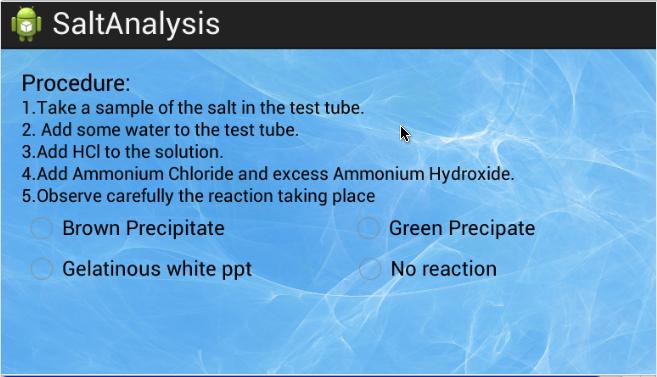 SaltAnalysis
Procedure:
1.Take a sample of the salt in the test tube.
2. Add some water to the test tube.
3.Add HCl to the solution.
4.Add Ammonium Chloride and excess Ammonium Hydroxide.
5.Observe carefully the reaction taking place
Brown Precipitate
Green Precipate
Gelatinous white ppt
No reaction